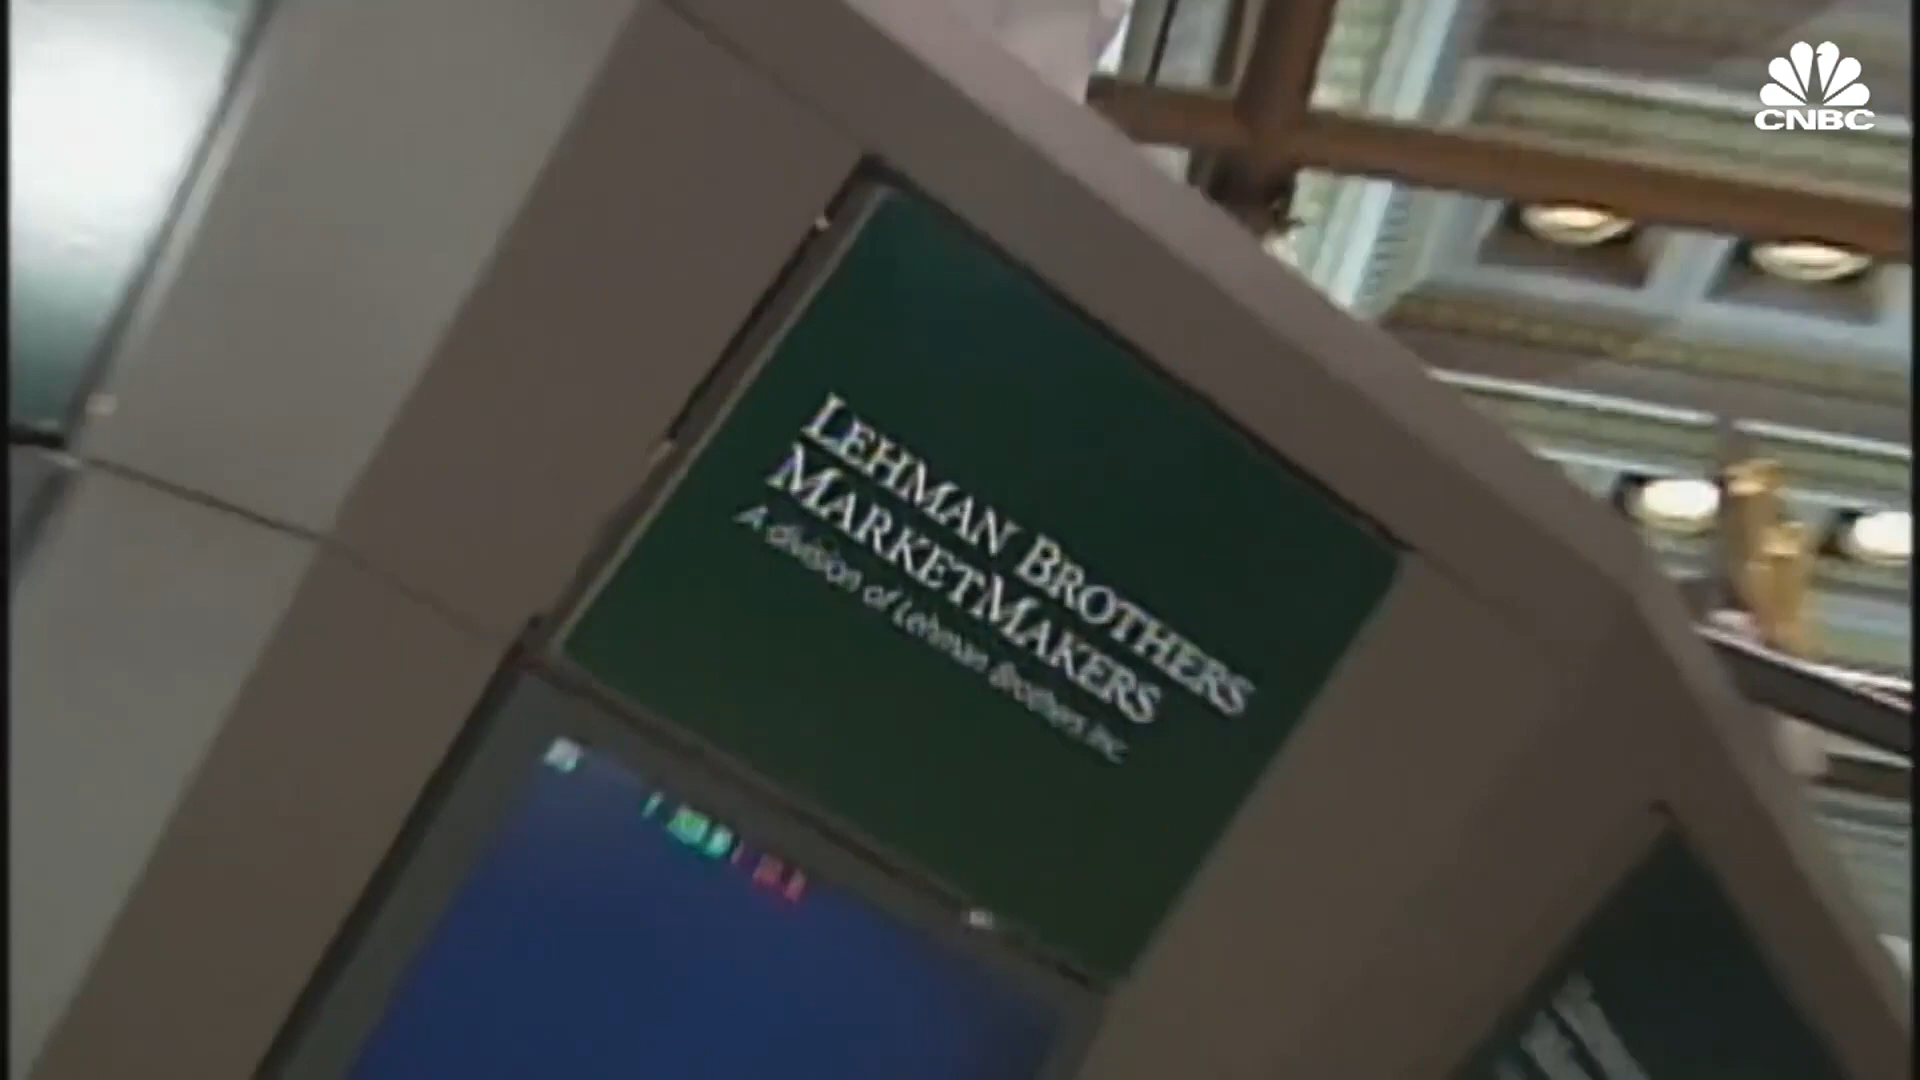 CNBC
LEHMAN BROTHERS
MARKETMAKERS
A division of Lehman Brothers Inc.